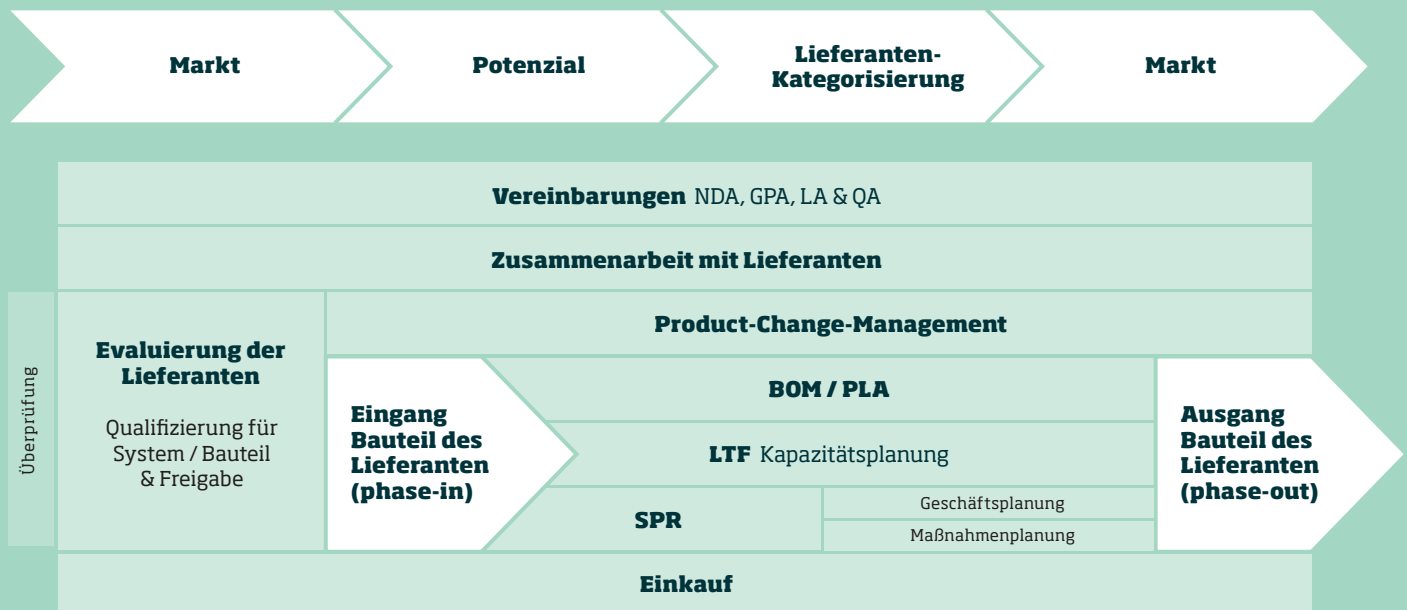 Markt
Potenzial
Lieferanten-
Kategorisierung
Markt
Vereinbarungen NDA, GPA, LA & QA
Zusammenarbeit mit Lieferanten
Überprüfung
Evaluierung der
Lieferanten
Qualifizierung für
System / Bauteil
& Freigabe
Product-Change-Management
Eingang
Bauteil des
Lieferanten
(phase-in)
BOM / PLA
LTF Kapazitätsplanung
SPR
Geschäftsplanung
Maßnahmenplanung
Ausgang
Bauteil des
Lieferanten
(phase-out)
Einkauf